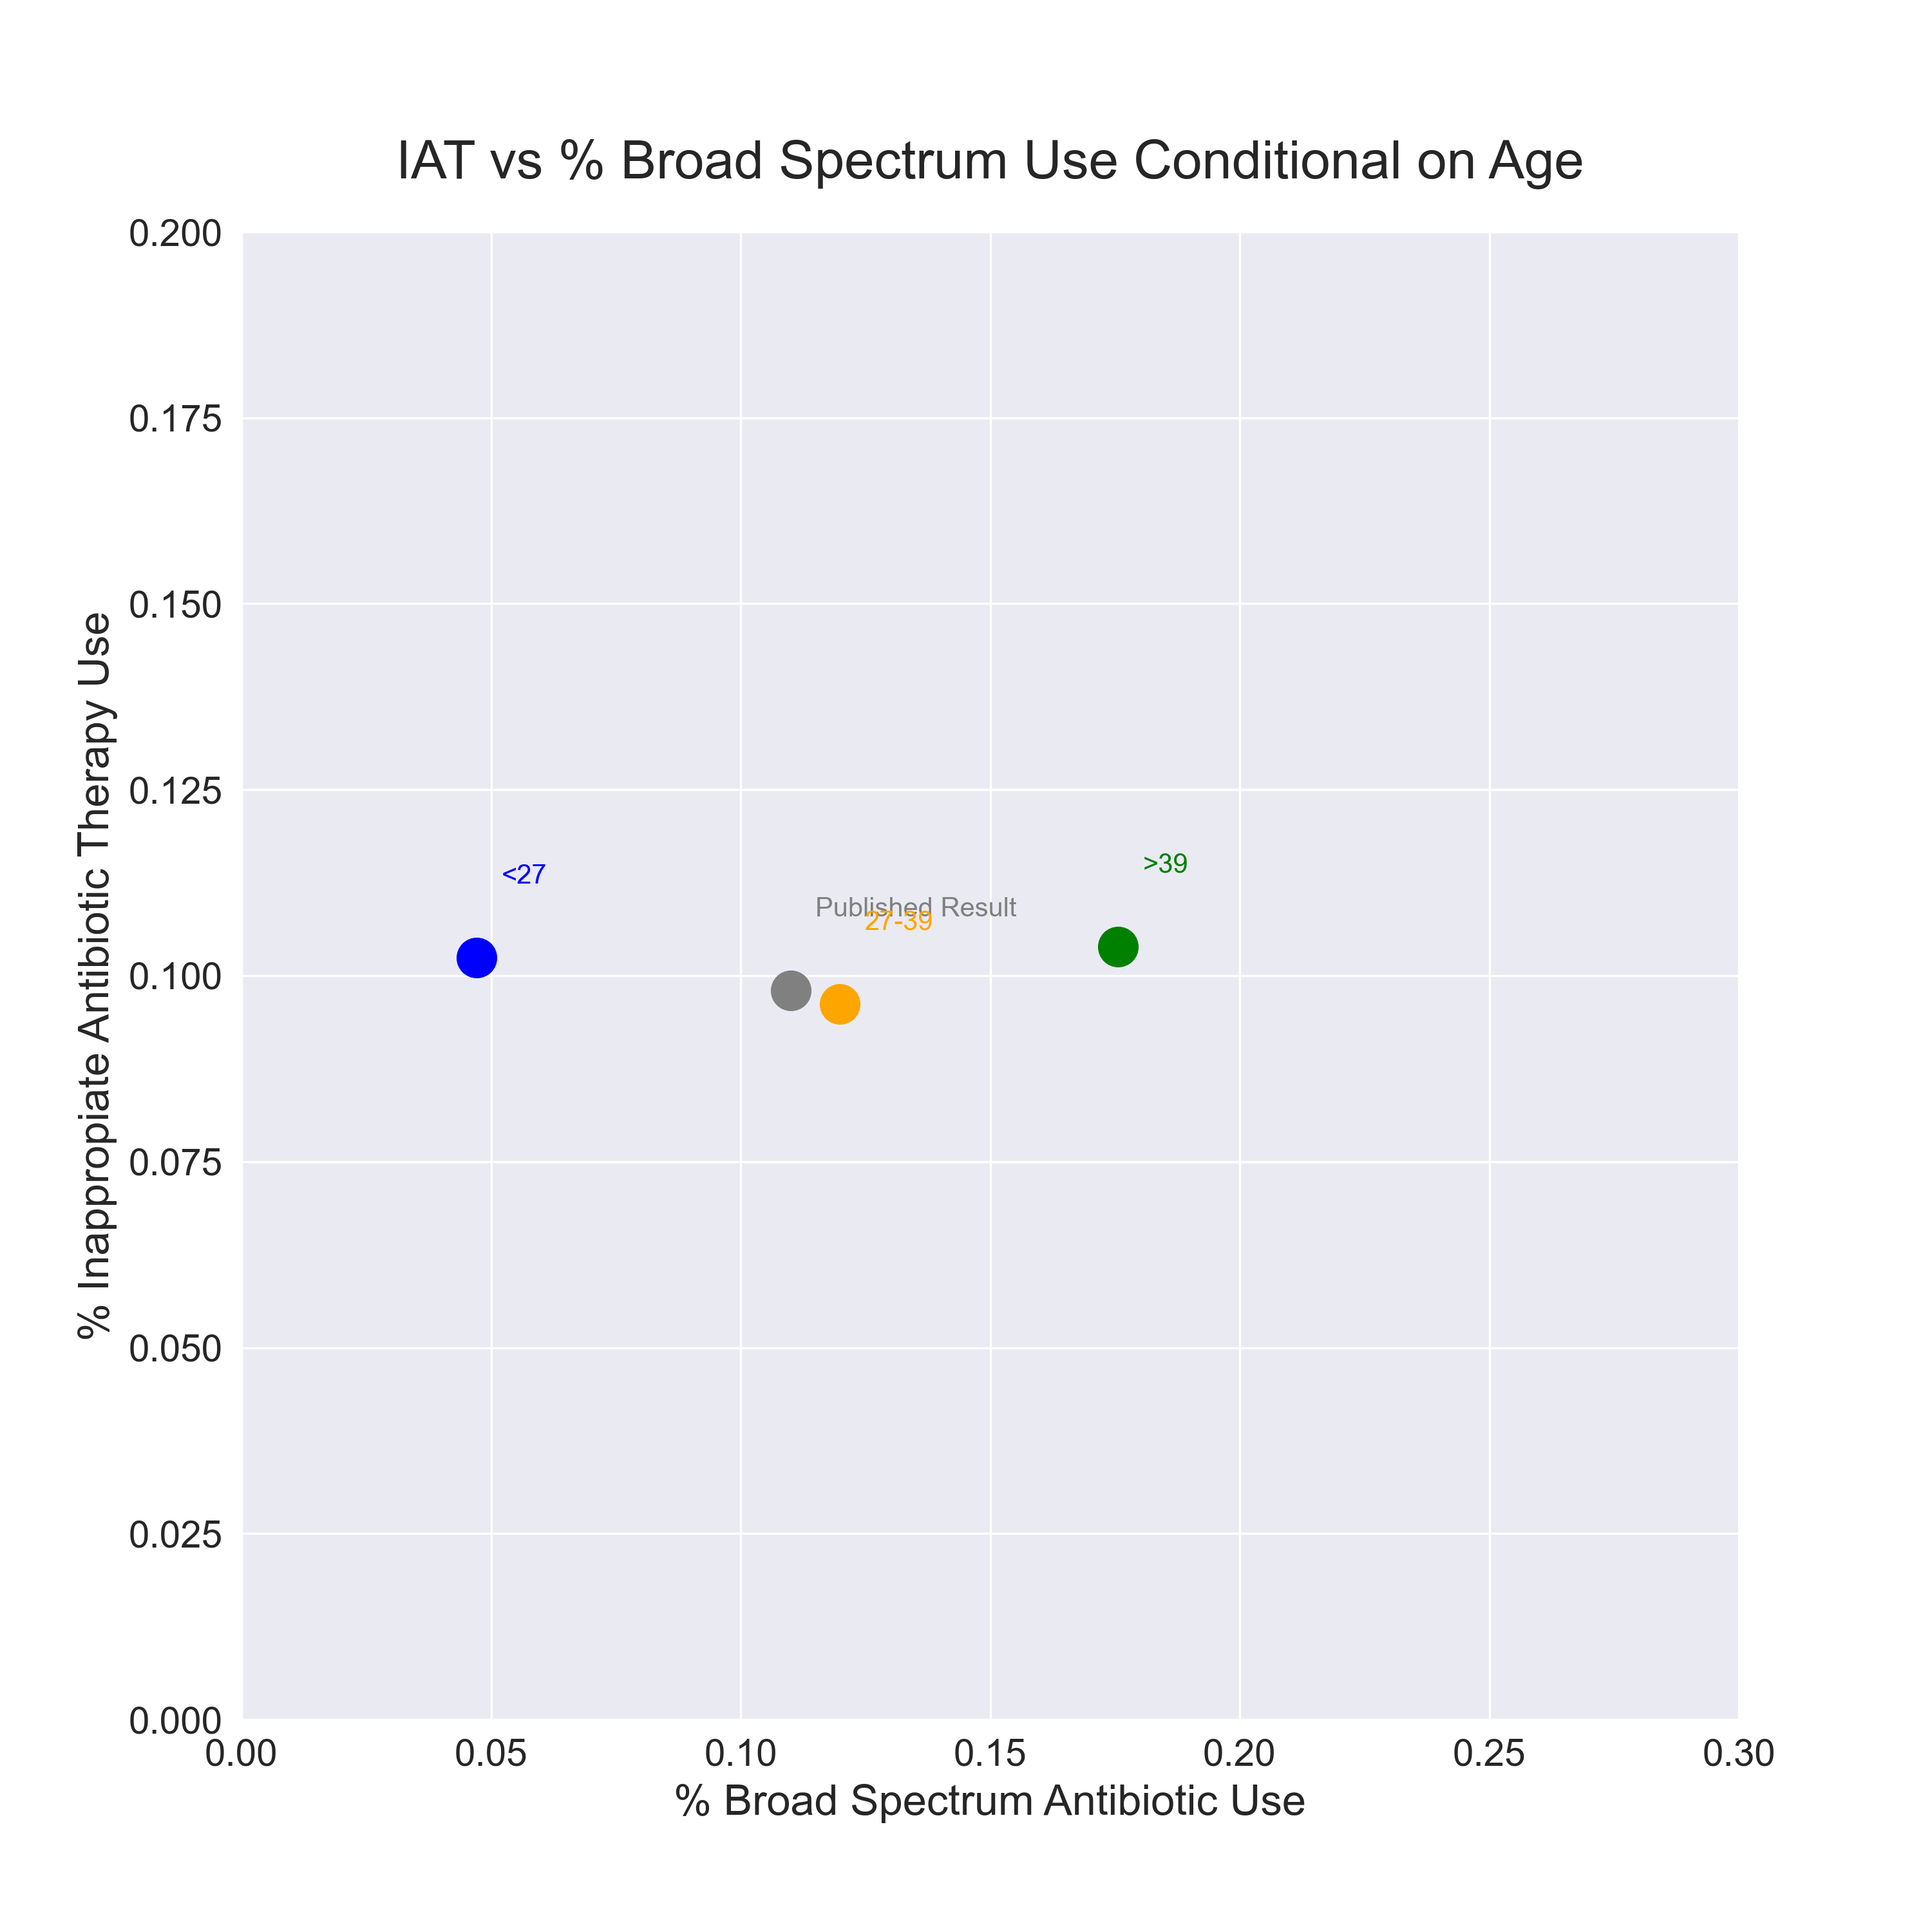 IAT vs % Broad Spectrum Use Conditional on Age
% Inappropiate Antibiotic Therapy Use
0.200
0.175
0.150
0.125
0.100
0.075
0.050
0.025
0.000
<27
>39
Published Result
27-39
0.00 0.05 0.10 0.15 0.20 0.25 0.30
% Broad Spectrum Antibiotic Use